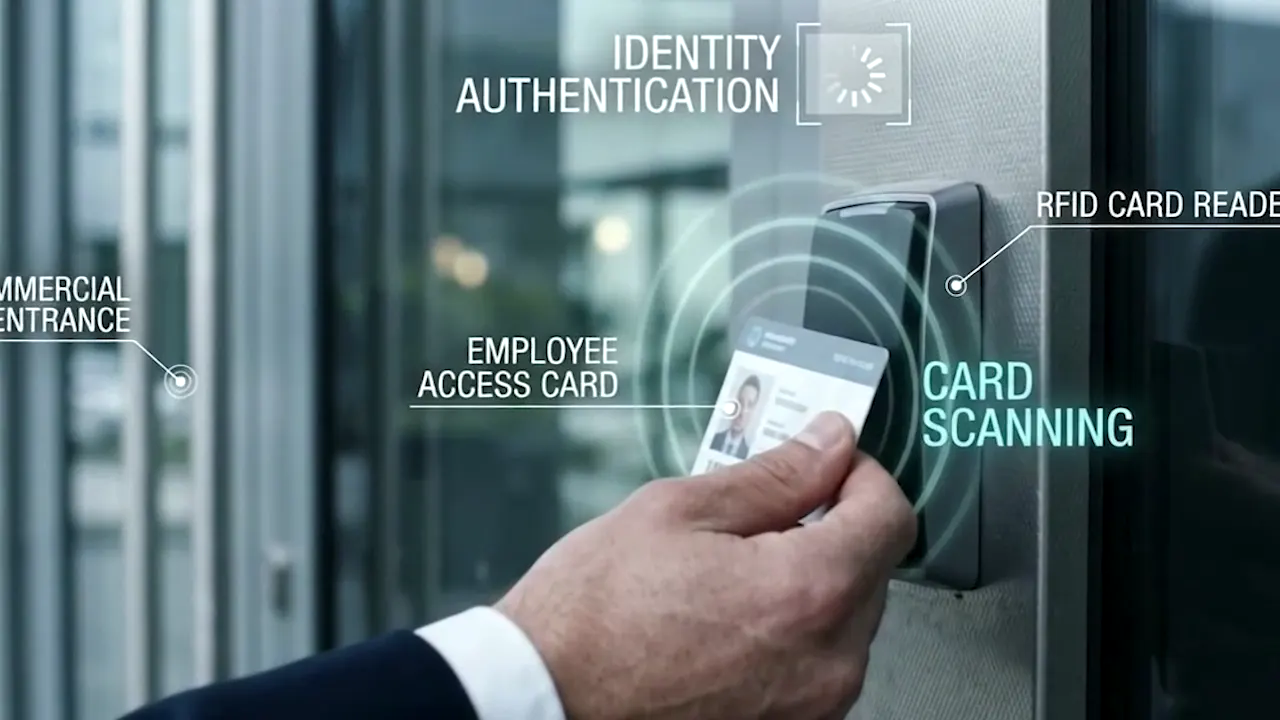 IDENTITY
AUTHENTICATION
RFID CARD READE
MMERCIAL
ENTRANCE
EMPLOYEE
ACCESS CARD
CARD
SCANNING